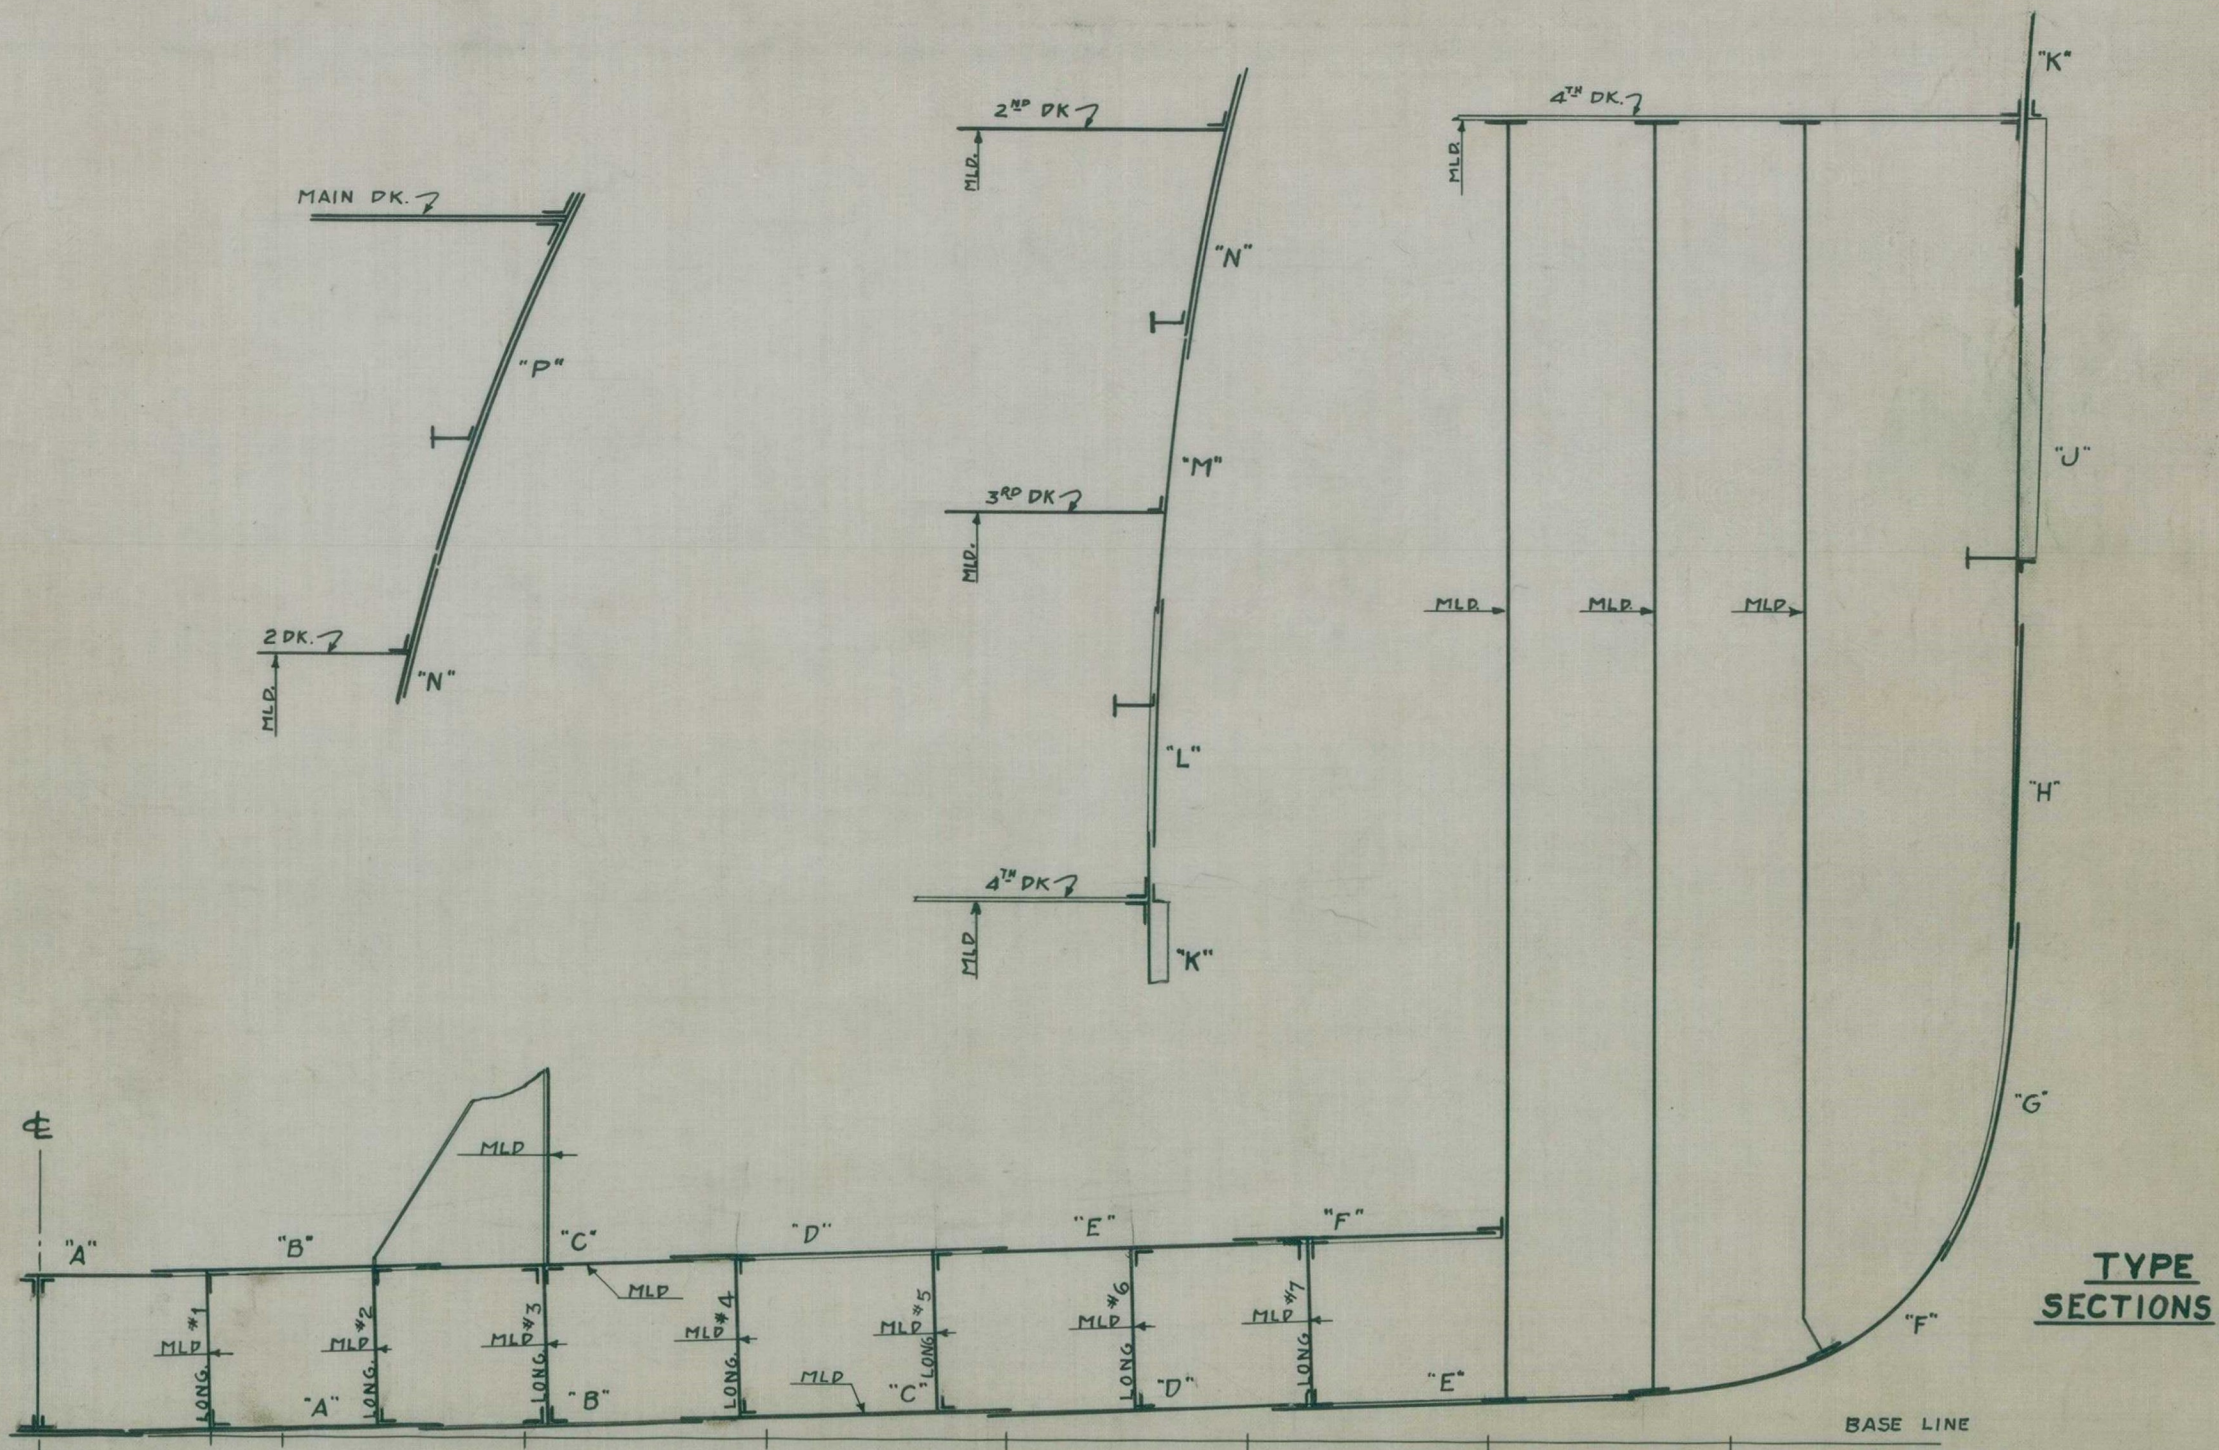 MAIN DK.
"P"
2 DK.
MLD.
"N"
2ND DK
MLD.
"N"
"M"
3RD DK
MLD.
"L"
4TH DK
MLD
"K"
4TH DK.
MLD.
"K"
"J"
MLD.
MLD.
MLD.
"H"
"G"
"F"
℄
MLD
"A"
"B"
"C"
"D"
"E"
"F"
MLD
MLD
LONG. #1
MLD
LONG. #2
MLD
LONG. #3
MLD
LONG. #4
MLD
LONG #5
MLD
LONG #6
MLD
LONG #7
"A"
"B"
MLD
"C"
"D"
"E"
BASE LINE
TYPE
SECTIONS